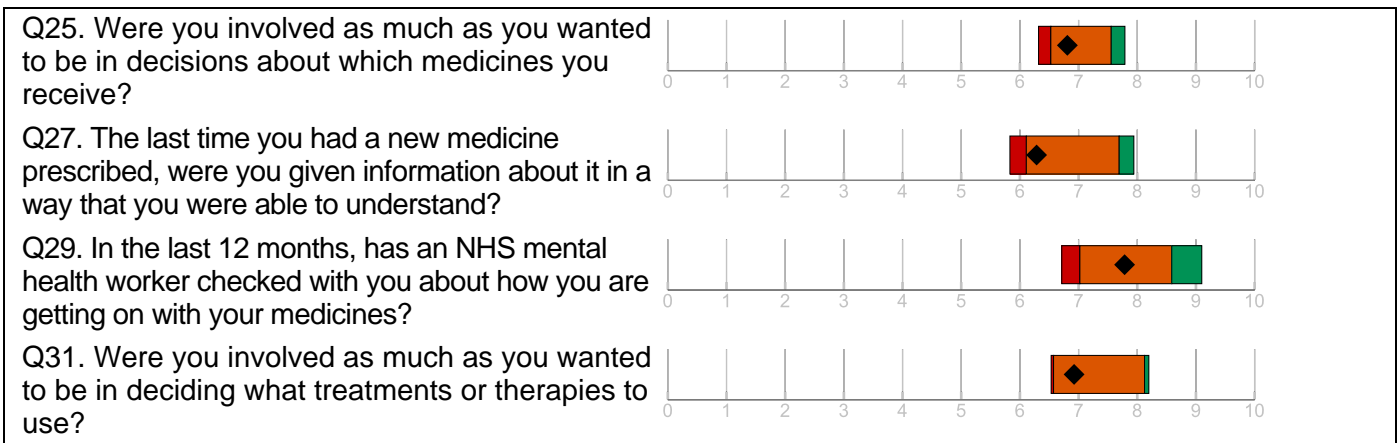 Q25. Were you involved as much as you wanted
to be in decisions about which medicines you
receive?
0 1 2 3 4 5 6 7 8 9 10
Q27. The last time you had a new medicine
prescribed, were you given information about it in a
way that you were able to understand?
0 1 2 3 4 5 6 7 8 9 10
Q29. In the last 12 months, has an NHS mental
health worker checked with you about how you are
getting on with your medicines?
0 1 2 3 4 5 6 7 8 9 10
Q31. Were you involved as much as you wanted
to be in deciding what treatments or therapies to
use?
0 1 2 3 4 5 6 7 8 9 10